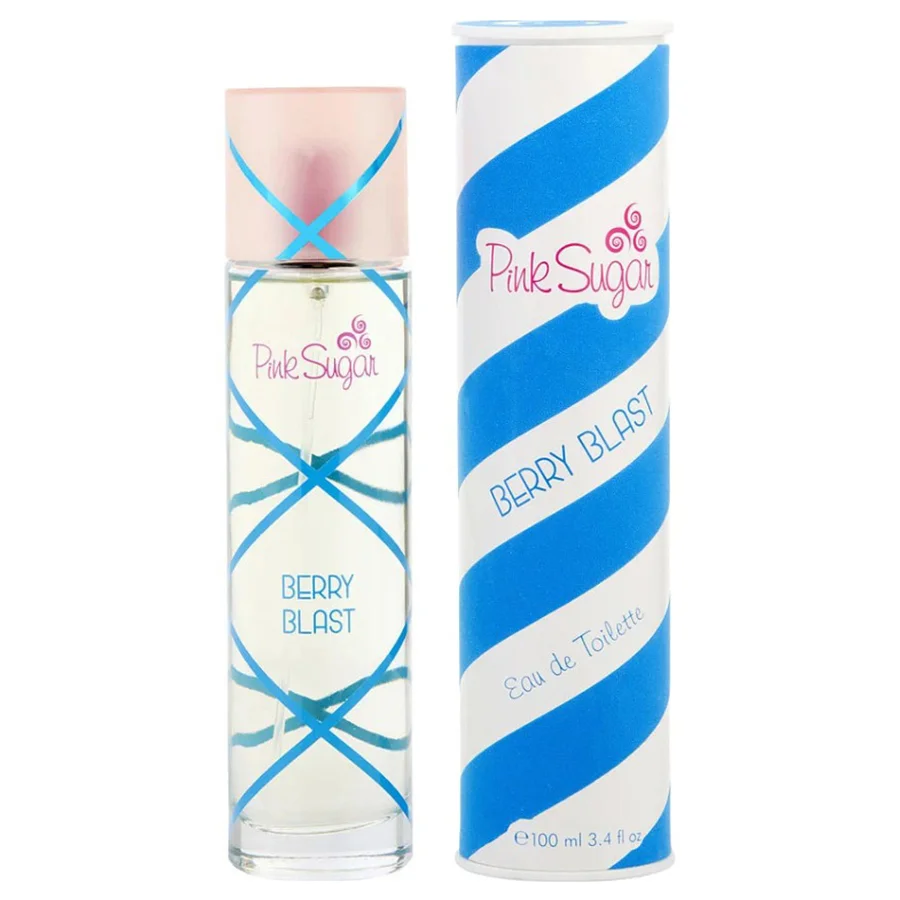 Pink Sugar
BERRY
BLAST
Pink Sugar
BERRY BLAST
Eau de Toilette
℮100 ml 3.4 fl oz